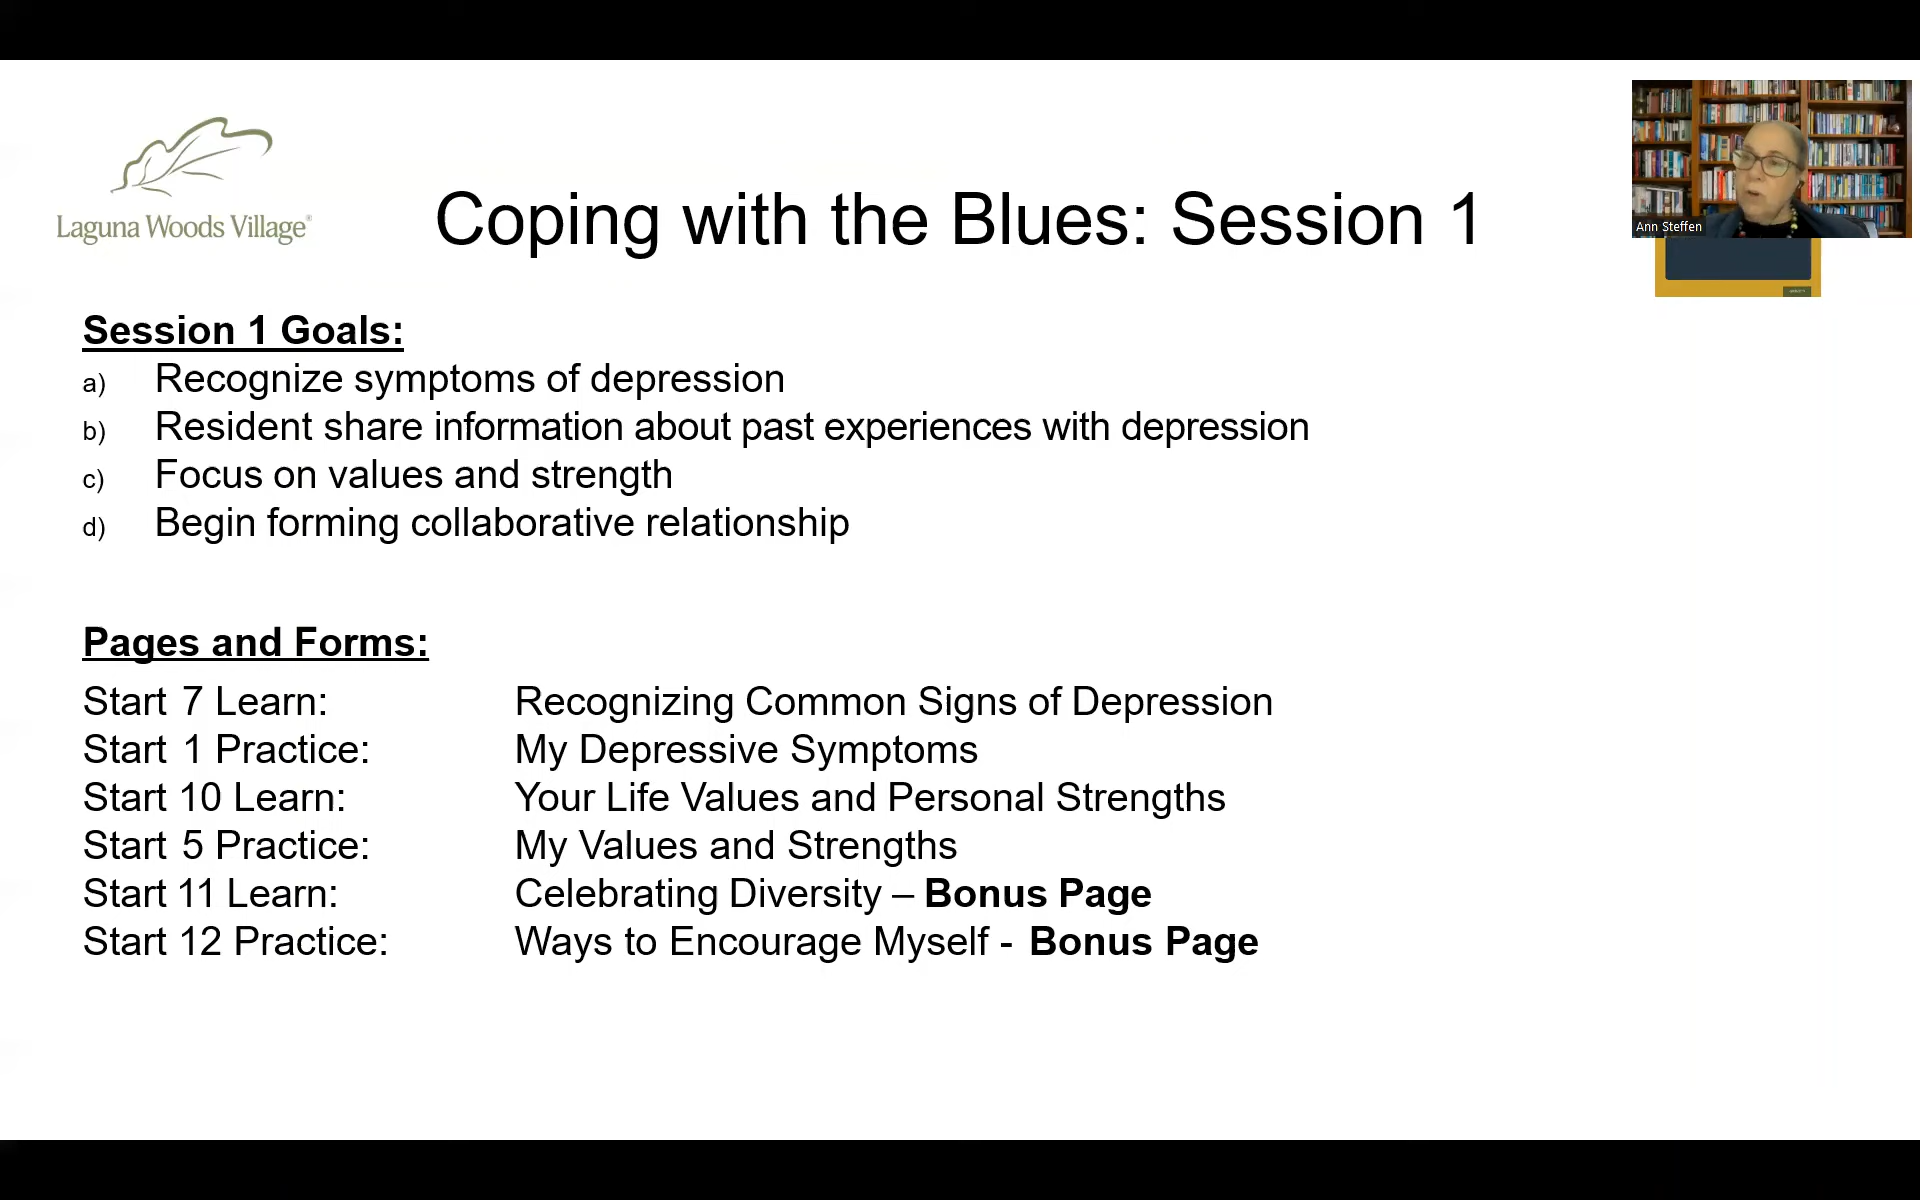 Laguna Woods Village®
Coping with the Blues: Session 1
Ann Steffen
Session 1 Goals:
a) Recognize symptoms of depression
b) Resident share information about past experiences with depression
c) Focus on values and strength
d) Begin forming collaborative relationship
Pages and Forms:
Start 7 Learn: Recognizing Common Signs of Depression
Start 1 Practice: My Depressive Symptoms
Start 10 Learn: Your Life Values and Personal Strengths
Start 5 Practice: My Values and Strengths
Start 11 Learn: Celebrating Diversity – Bonus Page
Start 12 Practice: Ways to Encourage Myself - Bonus Page